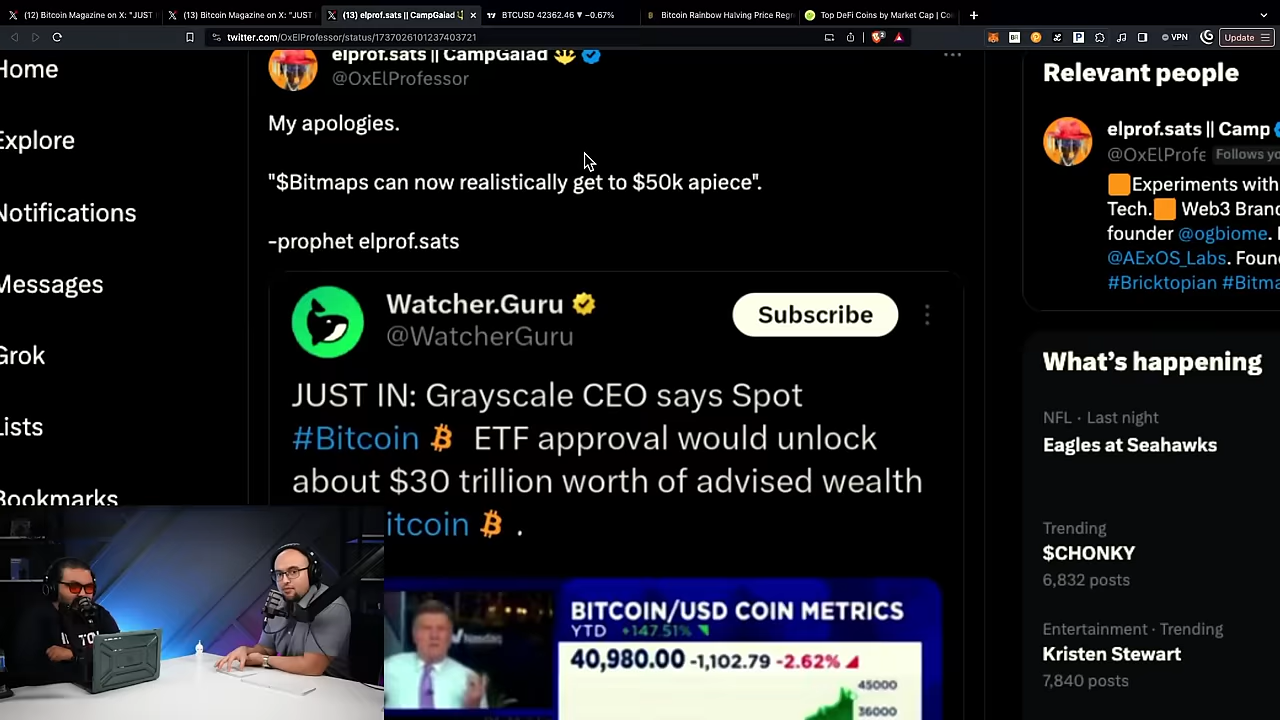 (12) Bitcoin Magazine on X: "JUST
(13) Bitcoin Magazine on X: "JUST
(13) elprof.sats || CampGalad
BTCUSD 42362.46 ▼ −0.67%
Bitcoin Rainbow Halving Price Regr
Top DeFi Coins by Market Cap | Coi
twitter.com/OxElProfessor/status/1737026101237403721
VPN
Update
Home
Explore
Notifications
Messages
Grok
Lists
Bookmarks
elprof.sats || CampGalad
@OxElProfessor
My apologies.
"$Bitmaps can now realistically get to $50k apiece".
-prophet elprof.sats
Watcher.Guru
@WatcherGuru
Subscribe
JUST IN: Grayscale CEO says Spot
#Bitcoin ETF approval would unlock
about $30 trillion worth of advised wealth
itcoin .
Nasdaq
BITCOIN/USD COIN METRICS
YTD +147.51%
40,980.00 -1,102.79 -2.62%
45000
36000
Relevant people
elprof.sats || Camp
@OxElProfe Follows yo
🟧Experiments with
Tech.🟧 Web3 Brand
founder @ogbiome.
@AExOS_Labs. Foun
#Bricktopian #Bitma
What's happening
NFL · Last night
Eagles at Seahawks
Trending
$CHONKY
6,832 posts
Entertainment · Trending
Kristen Stewart
7,840 posts